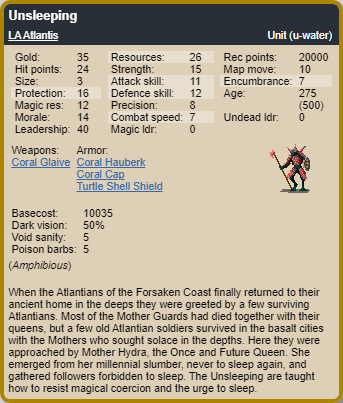 Unsleeping
LA Atlantis Unit (u-water)
Gold: 35 Resources: 26 Rec points: 20000
Hit points: 24 Strength: 15 Map move: 10
Size: 3 Attack skill: 11 Encumbrance: 7
Protection: 16 Defence skill: 12 Age: 275
Magic res: 12 Precision: 8 (500)
Morale: 14 Combat speed: 7 Undead ldr: 0
Leadership: 40 Magic ldr: 0
Weapons: Armor:
Coral Glaive Coral Hauberk
Coral Cap
Turtle Shell Shield
Basecost: 10035
Dark vision: 50%
Void sanity: 5
Poison barbs: 5
(Amphibious)
When the Atlantians of the Forsaken Coast finally returned to their
ancient home in the deeps they were greeted by a few surviving
Atlantians. Most of the Mother Guards had died together with their
queens, but a few old Atlantian soldiers survived in the basalt cities
with the Mothers who sought solace in the depths. Here they were
approached by Mother Hydra, the Once and Future Queen. She
emerged from her millennial slumber, never to sleep again, and
gathered followers forbidden to sleep. The Unsleeping are taught
how to resist magical coercion and the urge to sleep.